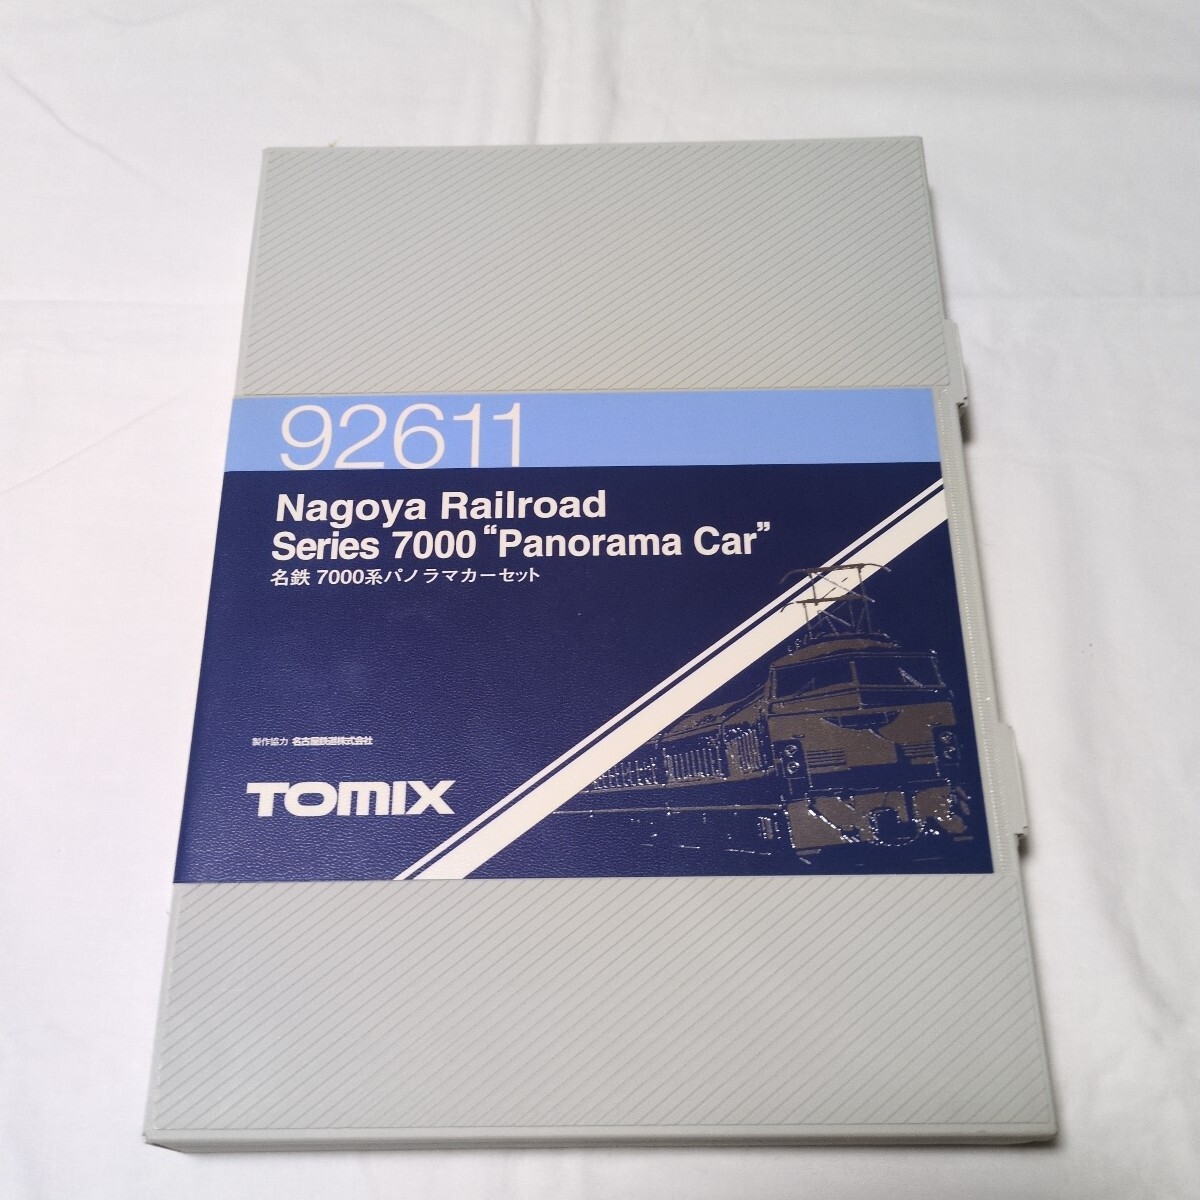 92611
Nagoya Railroad
Series 7000 “Panorama Car”
名鉄 7000系パノラマカーセット
製作協力 名古屋鉄道株式会社
TOMIX